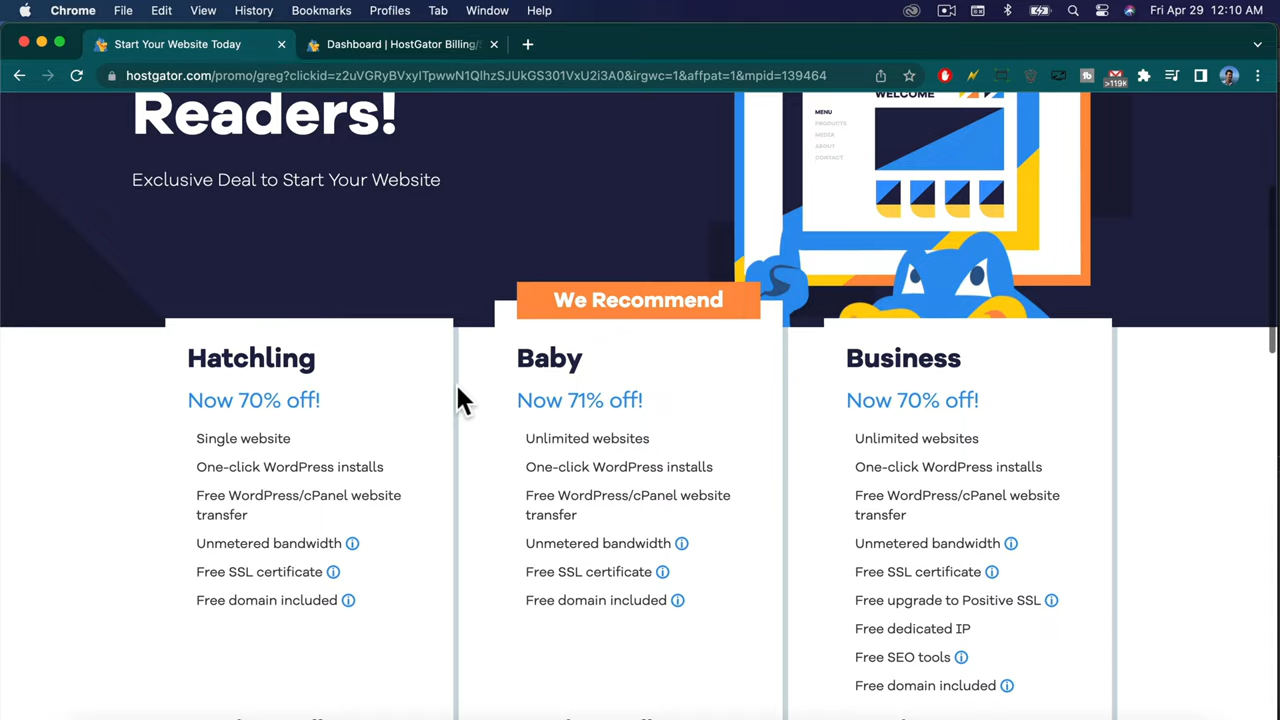 Chrome File Edit View History Bookmarks Profiles Tab Window Help Fri Apr 29 12:10 AM
Start Your Website Today Dashboard | HostGator Billing/
hostgator.com/promo/greg?clickid=z2uVGRyBVxyITpwwN1QlhzSJUkGS301VxU2i3A0&irgwc=1&affpat=1&mpid=139464
>119K
Readers!
Exclusive Deal to Start Your Website
WELCOME
MENU
PRODUCTS
MEDIA
ABOUT
CONTACT
We Recommend
Hatchling
Now 70% off!
Single website
One-click WordPress installs
Free WordPress/cPanel website
transfer
Unmetered bandwidth
Free SSL certificate
Free domain included
Baby
Now 71% off!
Unlimited websites
One-click WordPress installs
Free WordPress/cPanel website
transfer
Unmetered bandwidth
Free SSL certificate
Free domain included
Business
Now 70% off!
Unlimited websites
One-click WordPress installs
Free WordPress/cPanel website
transfer
Unmetered bandwidth
Free SSL certificate
Free upgrade to Positive SSL
Free dedicated IP
Free SEO tools
Free domain included